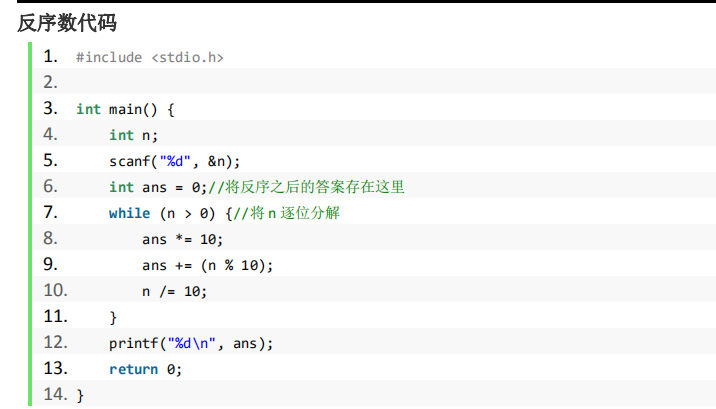 反序数代码
1. #include <stdio.h>
2.
3. int main() {
4.     int n;
5.     scanf("%d", &n);
6.     int ans = 0;//将反序之后的答案存在这里
7.     while (n > 0) {//将 n 逐位分解
8.         ans *= 10;
9.         ans += (n % 10);
10.         n /= 10;
11.     }
12.     printf("%d\n", ans);
13.     return 0;
14. }